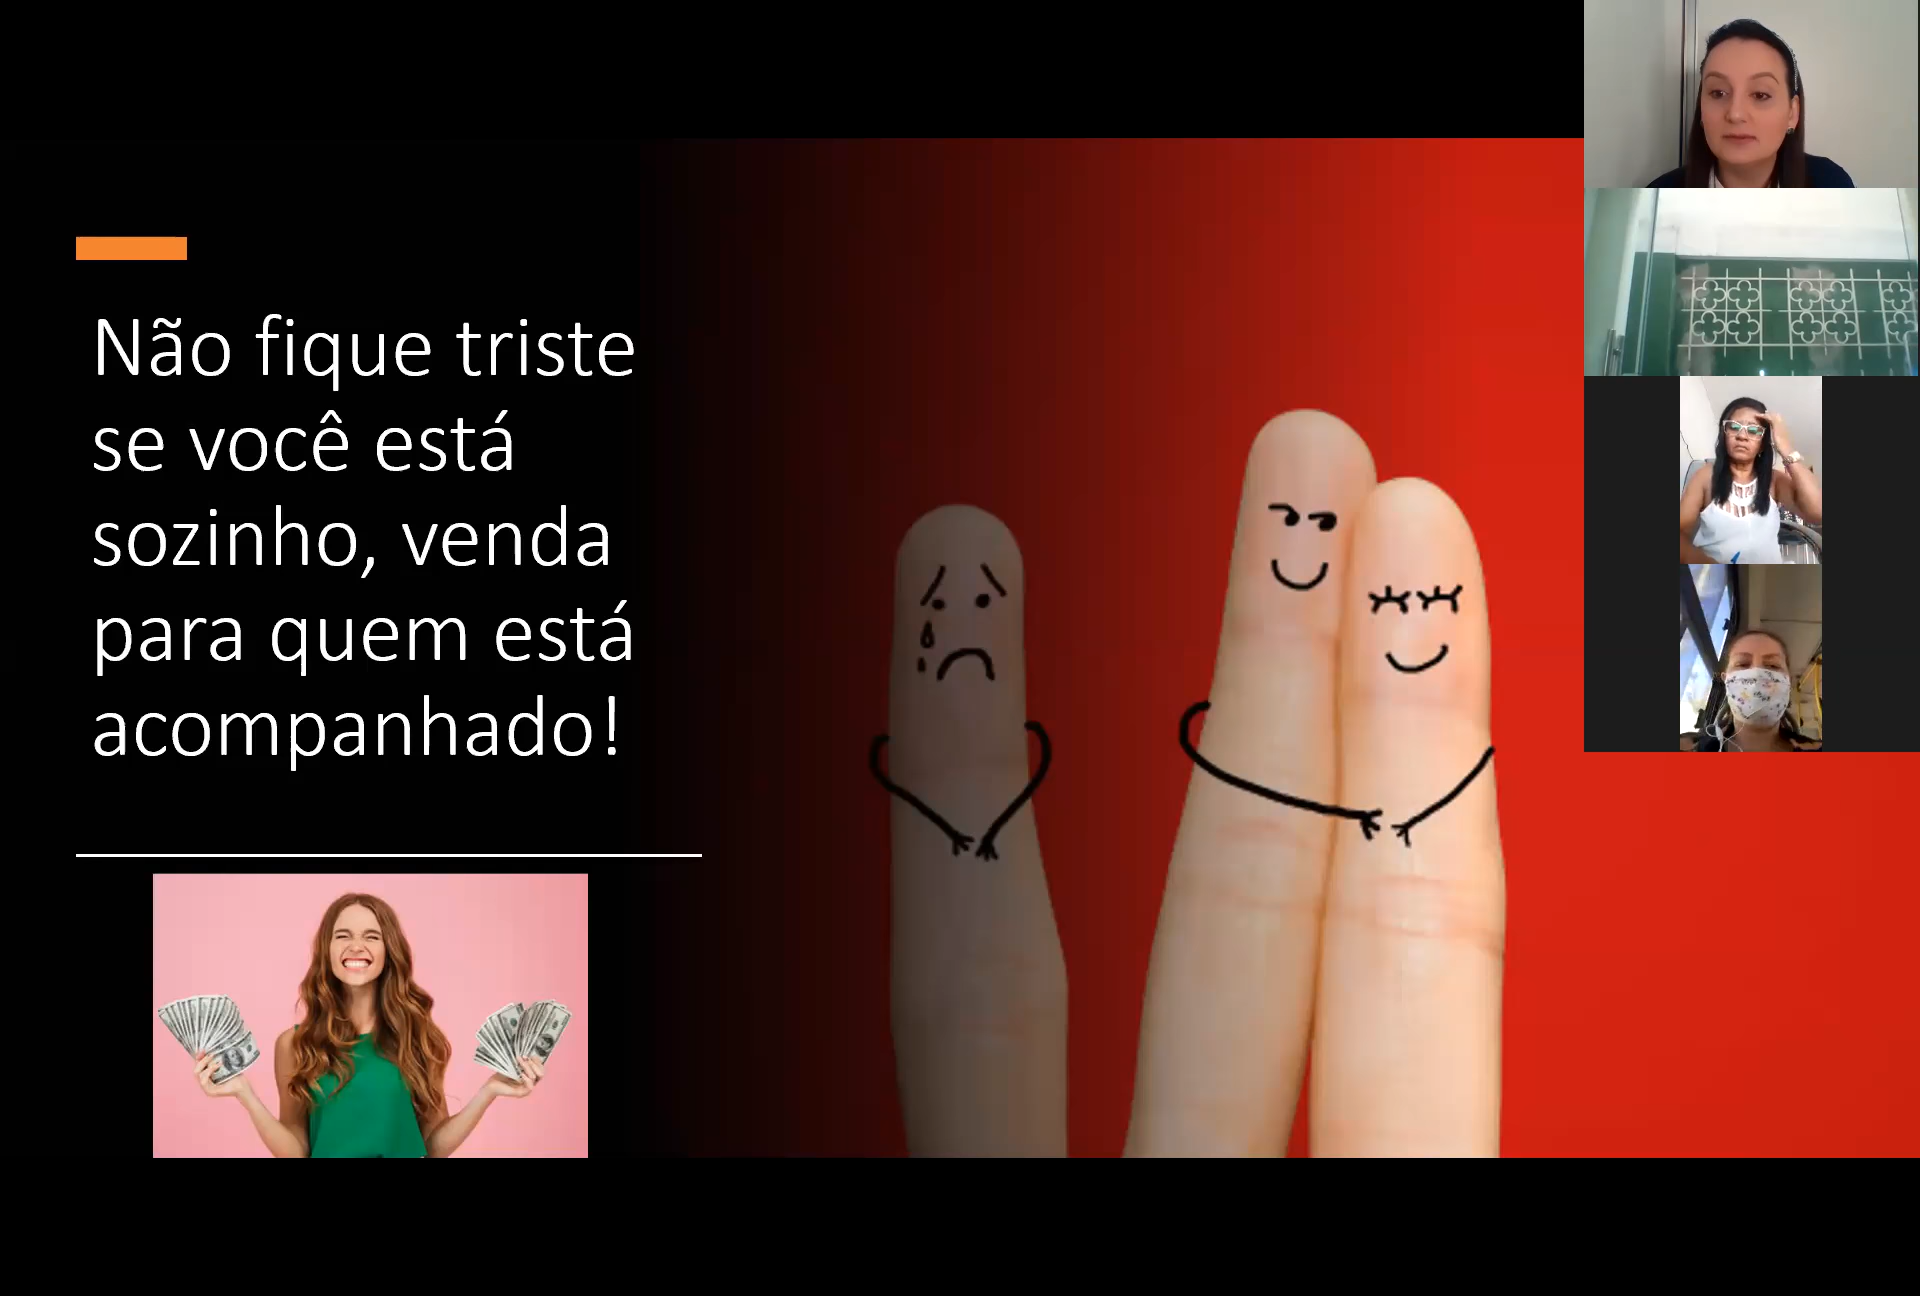 Não fique triste
se você está
sozinho, venda
para quem está
acompanhado!